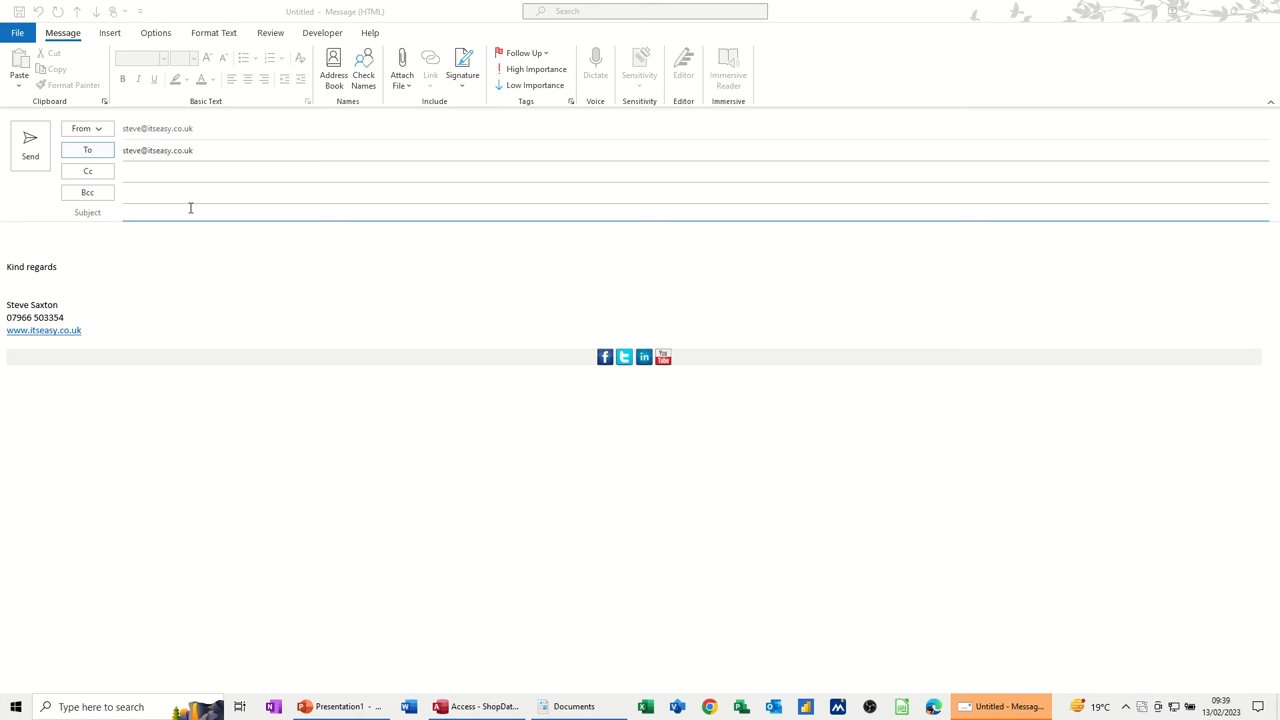 Untitled - Message (HTML)
Search
File Message Insert Options Format Text Review Developer Help
Paste
Cut
Copy
Format Painter
Clipboard
B I U
A
Basic Text
Address Book
Check Names
Names
Attach File
Link
Signature
Include
Follow Up
High Importance
Low Importance
Tags
Dictate
Voice
Sensitivity
Sensitivity
Editor
Editor
Immersive Reader
Immersive
Send
From steve@itseasy.co.uk
To steve@itseasy.co.uk
Cc
Bcc
Subject
Kind regards
Steve Saxton
07966 503354
www.itseasy.co.uk
f t in You Tube
Type here to search
Presentation1 - ...
Access - ShopDat...
Documents
Untitled - Messag...
19°C
09:39
13/02/2023